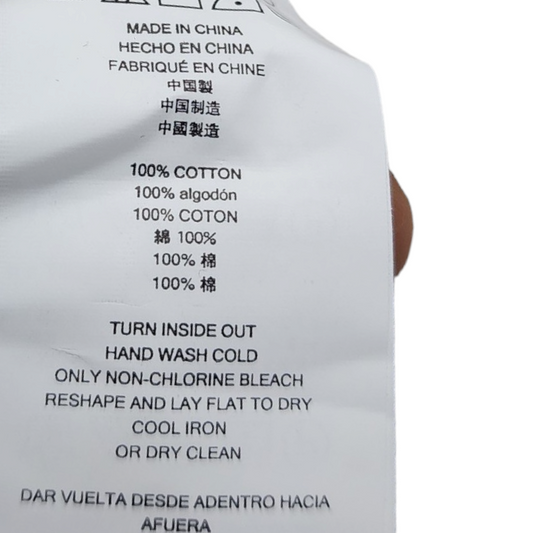 MADE IN CHINA
HECHO EN CHINA
FABRIQUÉ EN CHINE
中国製
中国制造
中國製造
100% COTTON
100% algodón
100% COTON
綿 100%
100% 棉
100% 棉
TURN INSIDE OUT
HAND WASH COLD
ONLY NON-CHLORINE BLEACH
RESHAPE AND LAY FLAT TO DRY
COOL IRON
OR DRY CLEAN
DAR VUELTA DESDE ADENTRO HACIA
AFUERA